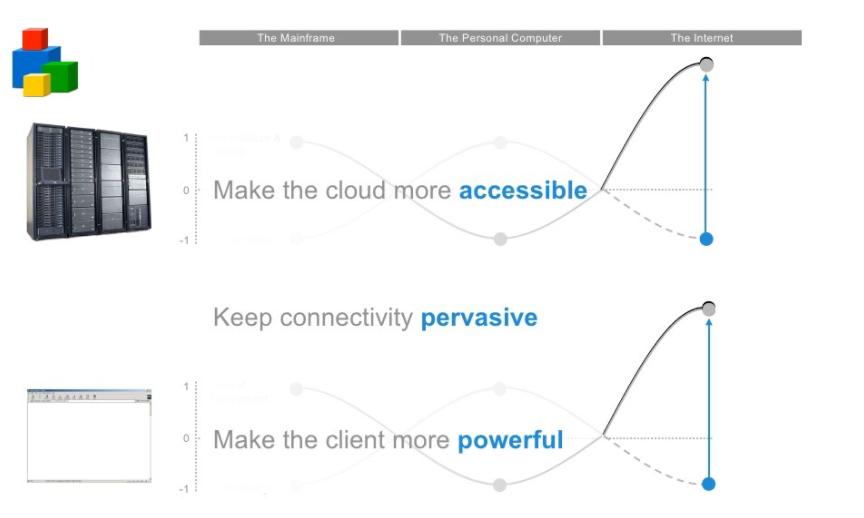 The Mainframe
The Personal Computer
The Internet
1
0
Make the cloud more accessible
-1
Keep connectivity pervasive
1
0
Make the client more powerful
-1